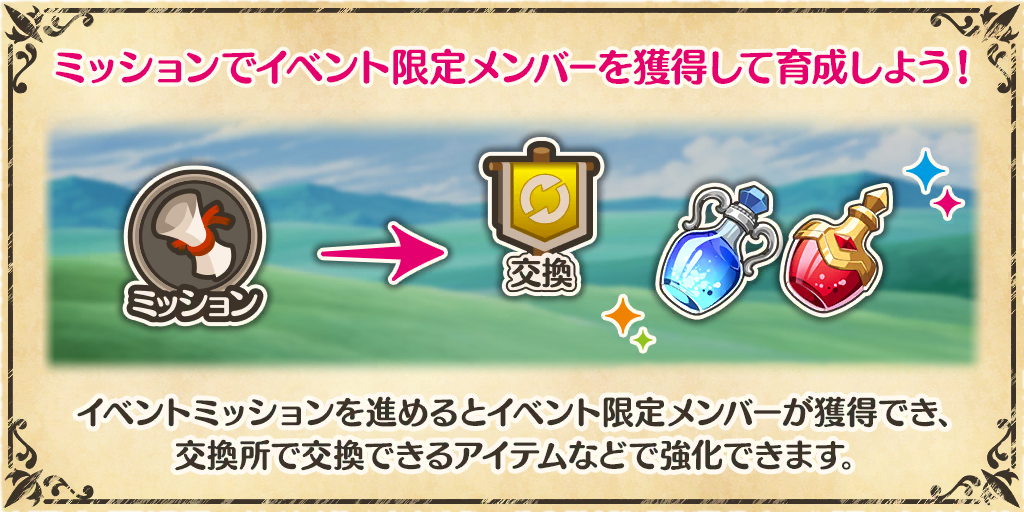 ミッションでイベント限定メンバーを獲得して育成しよう！
ミッション
交換
イベントミッションを進めるとイベント限定メンバーが獲得でき、
交換所で交換できるアイテムなどで強化できます。